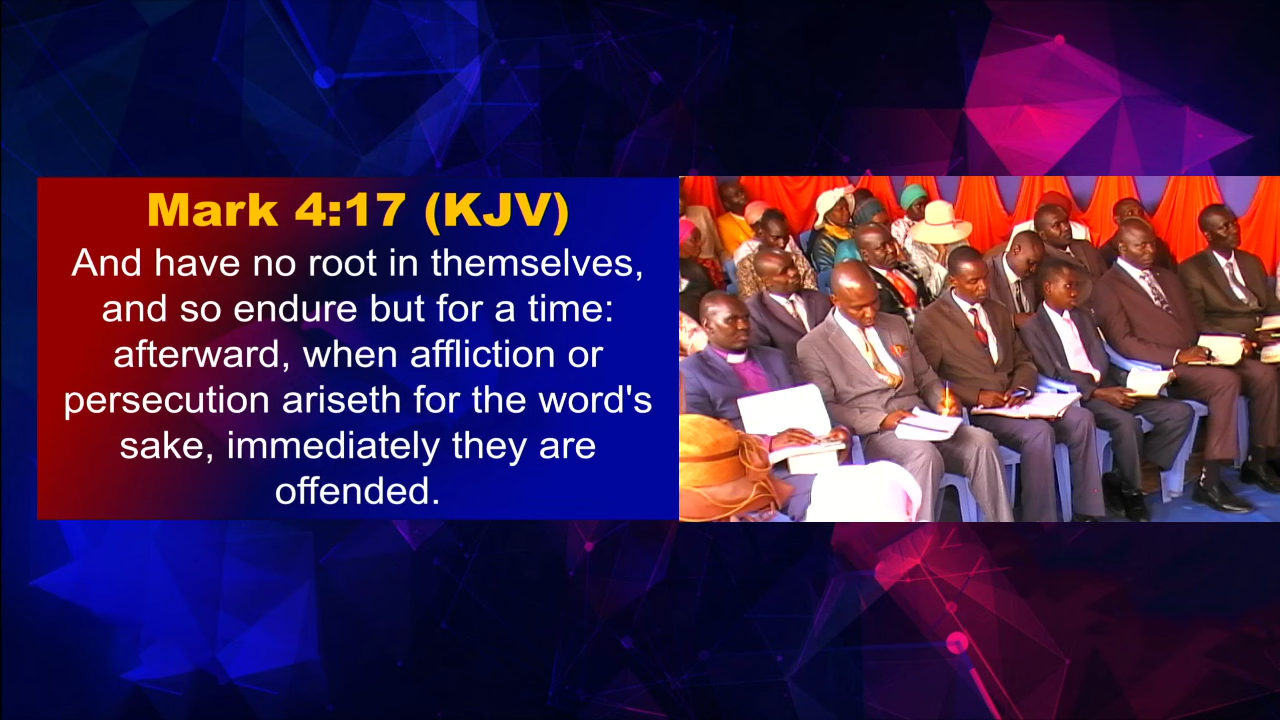 Mark 4:17 (KJV)
And have no root in themselves,
and so endure but for a time:
afterward, when affliction or
persecution ariseth for the word's
sake, immediately they are
offended.